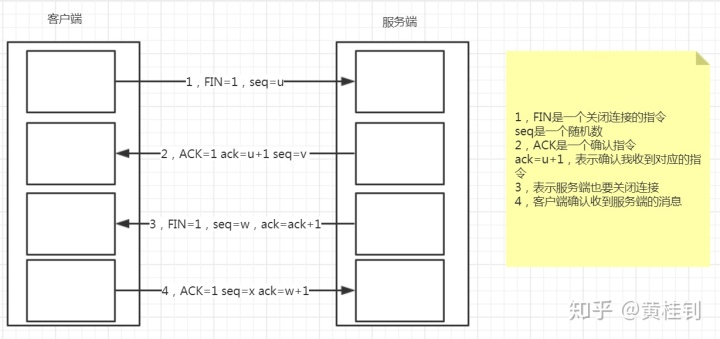 客户端
服务端
1，FIN=1，seq=u
2，ACK=1 ack=u+1 seq=v
3，FIN=1，seq=w，ack=ack+1
4，ACK=1 seq=x ack=w+1
1，FIN是一个关闭连接的指令
seq是一个随机数
2，ACK是一个确认指令
ack=u+1，表示确认我收到对应的指
令
3，表示服务端也要关闭连接
4，客户端确认收到服务端的消息
知乎 @黄桂钊